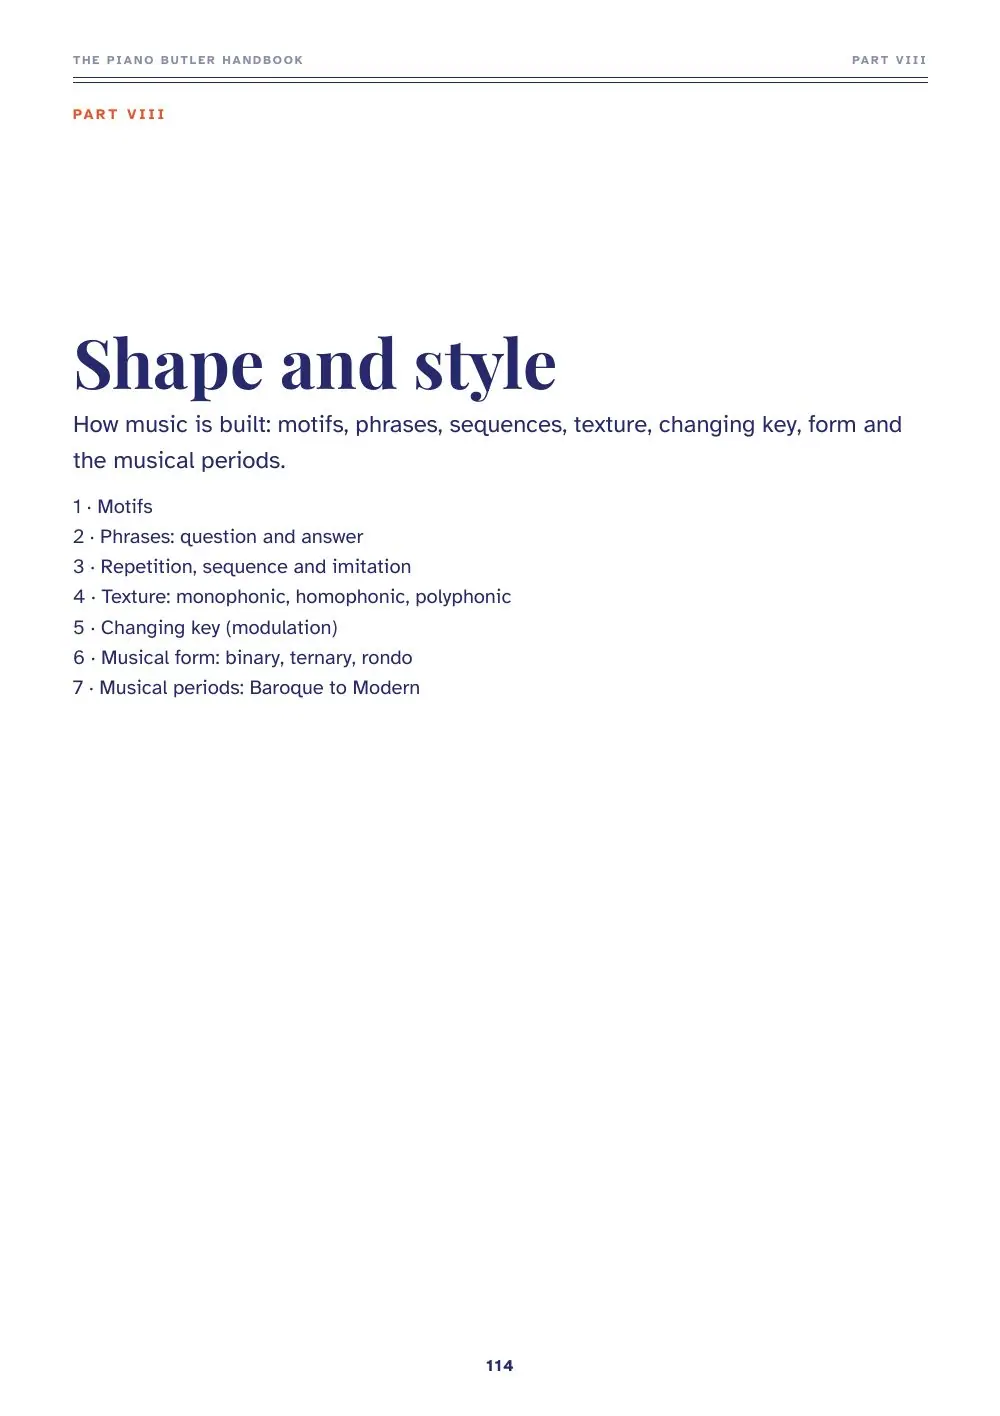 THE PIANO BUTLER HANDBOOK
PART VIII
PART VIII
Shape and style
How music is built: motifs, phrases, sequences, texture, changing key, form and
the musical periods.
1 · Motifs
2 · Phrases: question and answer
3 · Repetition, sequence and imitation
4 · Texture: monophonic, homophonic, polyphonic
5 · Changing key (modulation)
6 · Musical form: binary, ternary, rondo
7 · Musical periods: Baroque to Modern
114